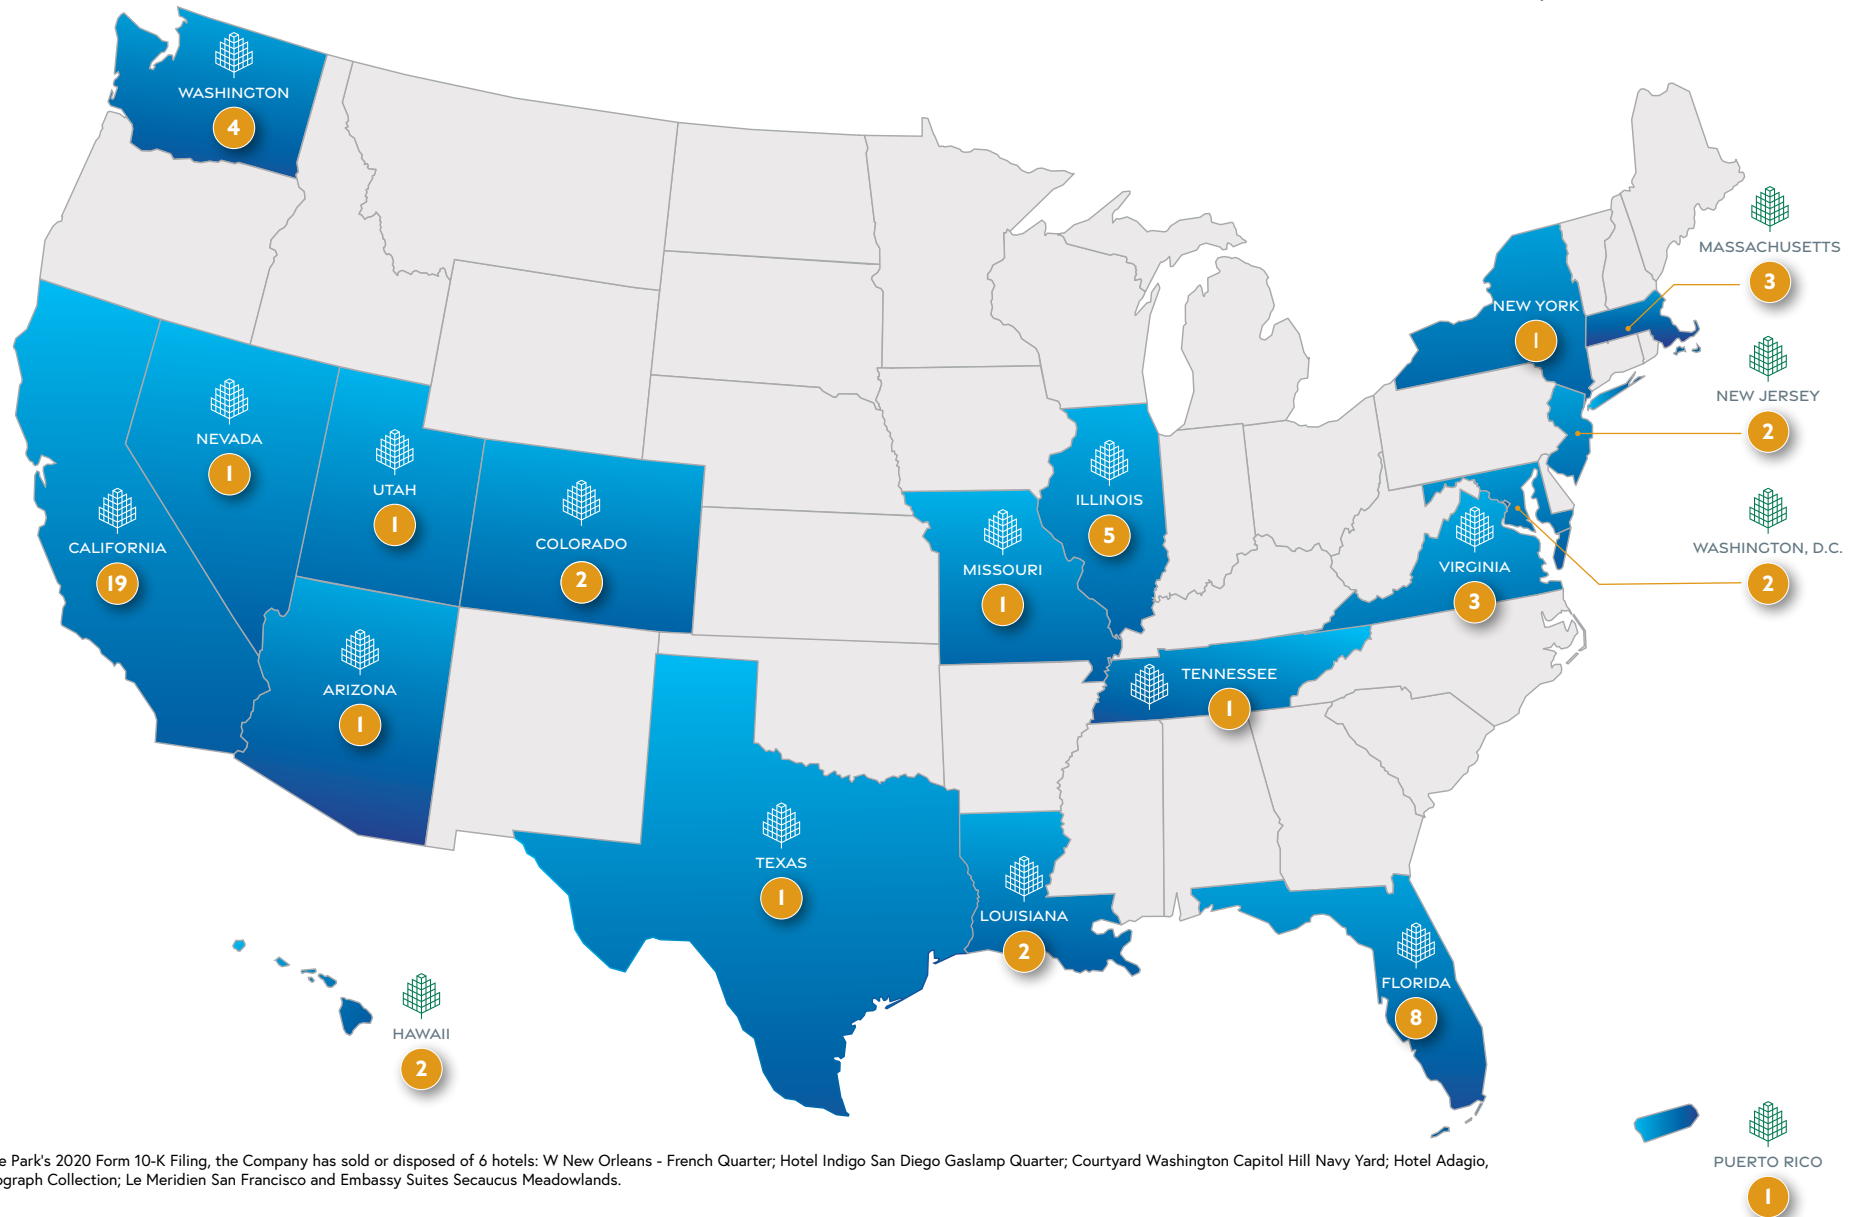 WASHINGTON
4
MASSACHUSETTS
3
NEW YORK
1
NEW JERSEY
2
NEVADA
1
UTAH
1
ILLINOIS
5
COLORADO
2
CALIFORNIA
19
MISSOURI
1
VIRGINIA
3
WASHINGTON, D.C.
2
ARIZONA
1
TENNESSEE
1
TEXAS
1
LOUISIANA
2
FLORIDA
8
HAWAII
2
Park's 2020 Form 10-K Filing, the Company has sold or disposed of 6 hotels: W New Orleans - French Quarter; Hotel Indigo San Diego Gaslamp Quarter; Courtyard Washington Capitol Hill Navy Yard; Hotel Adagio,
Collection; Le Meridien San Francisco and Embassy Suites Secaucus Meadowlands.
PUERTO RICO
1